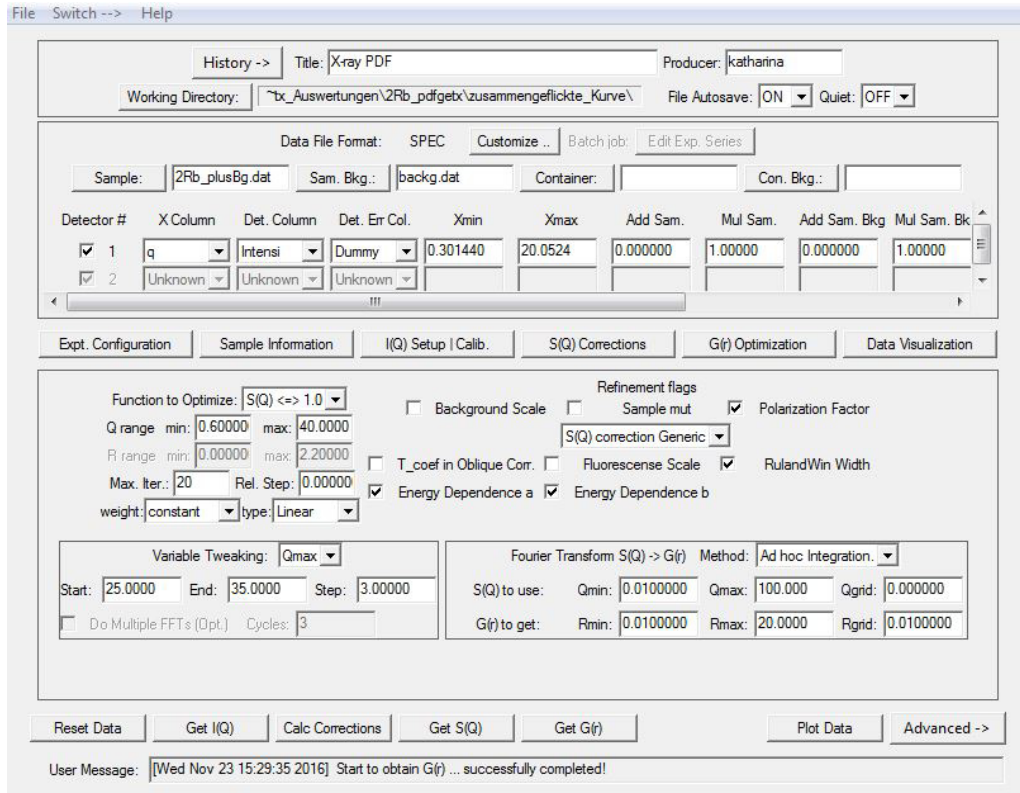 File Switch --> Help
History -> Title: X-ray PDF Producer: katharina
Working Directory: ~tx_Auswertungen\2Rb_pdfgetx\zusammengeflickte_Kurve\ File Autosave: ON Quiet: OFF
Data File Format: SPEC Customize .. Batch job: Edit Exp. Series
Sample: 2Rb_plusBg.dat Sam. Bkg.: backg.dat Container: Con. Bkg.:
Detector # X Column Det. Column Det. Err Col. Xmin Xmax Add Sam. Mul Sam. Add Sam. Bkg Mul Sam. Bk
1 q Intensi Dummy 0.301440 20.0524 0.000000 1.00000 0.000000 1.00000
2 Unknown Unknown Unknown
Expt. Configuration Sample Information I(Q) Setup | Calib. S(Q) Corrections G(r) Optimization Data Visualization
Refinement flags
Function to Optimize: S(Q) <=> 1.0 Background Scale Sample mut Polarization Factor
Q range min: 0.60000 max: 40.0000 S(Q) correction Generic
R range min: 0.00000 max: 2.20000 T_coef in Oblique Corr. Fluorescense Scale RulandWin Width
Max. Iter.: 20 Rel. Step: 0.00000 Energy Dependence a Energy Dependence b
weight: constant type: Linear
Variable Tweaking: Qmax Fourier Transform S(Q) -> G(r) Method: Ad hoc Integration.
Start: 25.0000 End: 35.0000 Step: 3.00000 S(Q) to use: Qmin: 0.0100000 Qmax: 100.000 Qgrid: 0.000000
Do Multiple FFTs (Opt.) Cycles: 3 G(r) to get: Rmin: 0.0100000 Rmax: 20.0000 Rgrid: 0.0100000
Reset Data Get I(Q) Calc Corrections Get S(Q) Get G(r) Plot Data Advanced ->
User Message: [Wed Nov 23 15:29:35 2016] Start to obtain G(r) ... successfully completed!